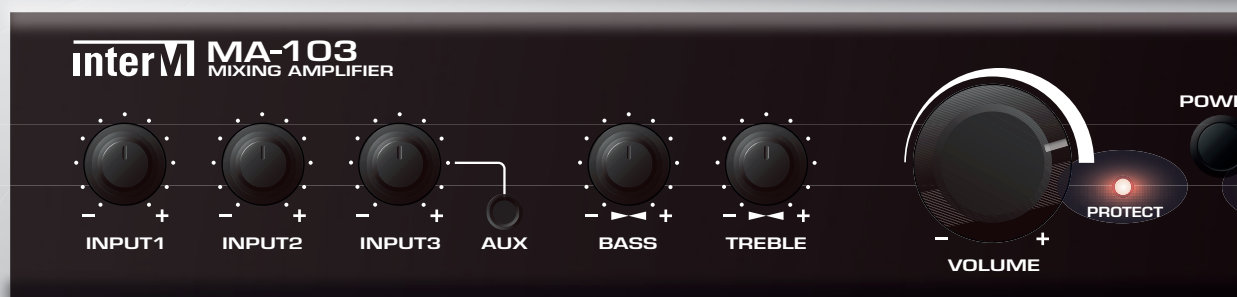 interM MA-103
MIXING AMPLIFIER
POWE
- + - + - + - + - + - +
INPUT1 INPUT2 INPUT3 AUX BASS TREBLE
PROTECT
VOLUME